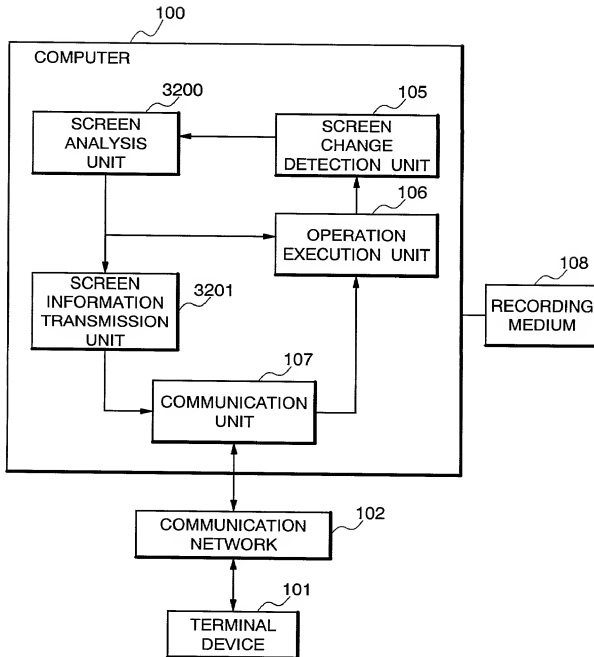 100
COMPUTER
3200
SCREEN
ANALYSIS
UNIT
105
SCREEN
CHANGE
DETECTION UNIT
106
OPERATION
EXECUTION UNIT
SCREEN
INFORMATION
TRANSMISSION
UNIT
3201
108
RECORDING
MEDIUM
107
COMMUNICATION
UNIT
COMMUNICATION
NETWORK
102
101
TERMINAL
DEVICE